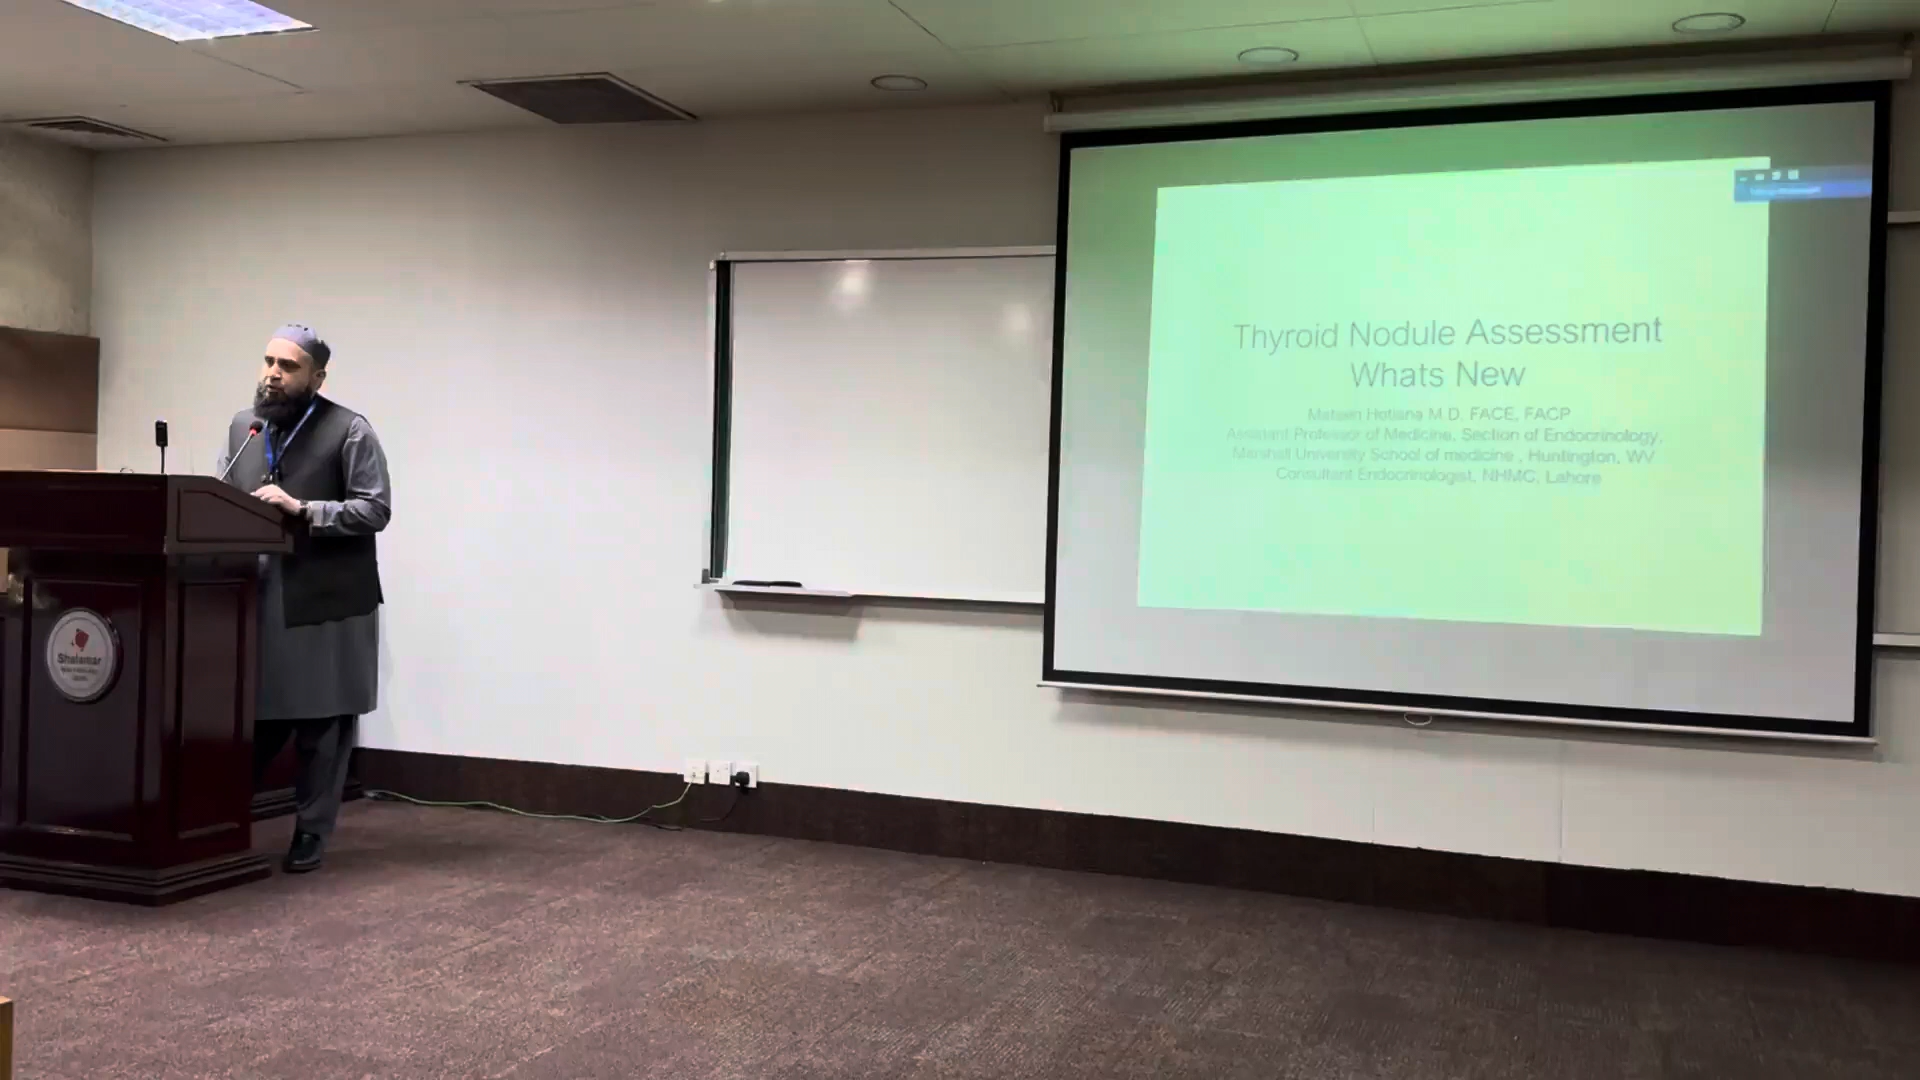 Shalamar
Thyroid Nodule Assessment
Whats New
Hotiana M D, FACE, FACP
Assistant Professor of Medicine, Section of Endocrinology,
Marshall University School of medicine , Huntington, WV
Consultant Endocrinologist, NHMC, Lahore